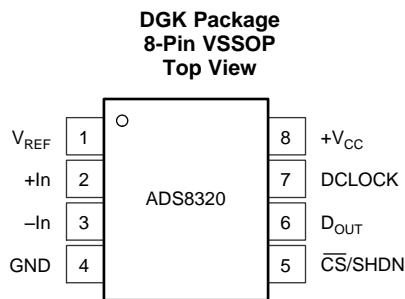 DGK Package
8-Pin VSSOP
Top View
VREF 1 8 +VCC
+In 2 7 DCLOCK
ADS8320
–In 3 6 DOUT
GND 4 5 C̅S̅/SHDN